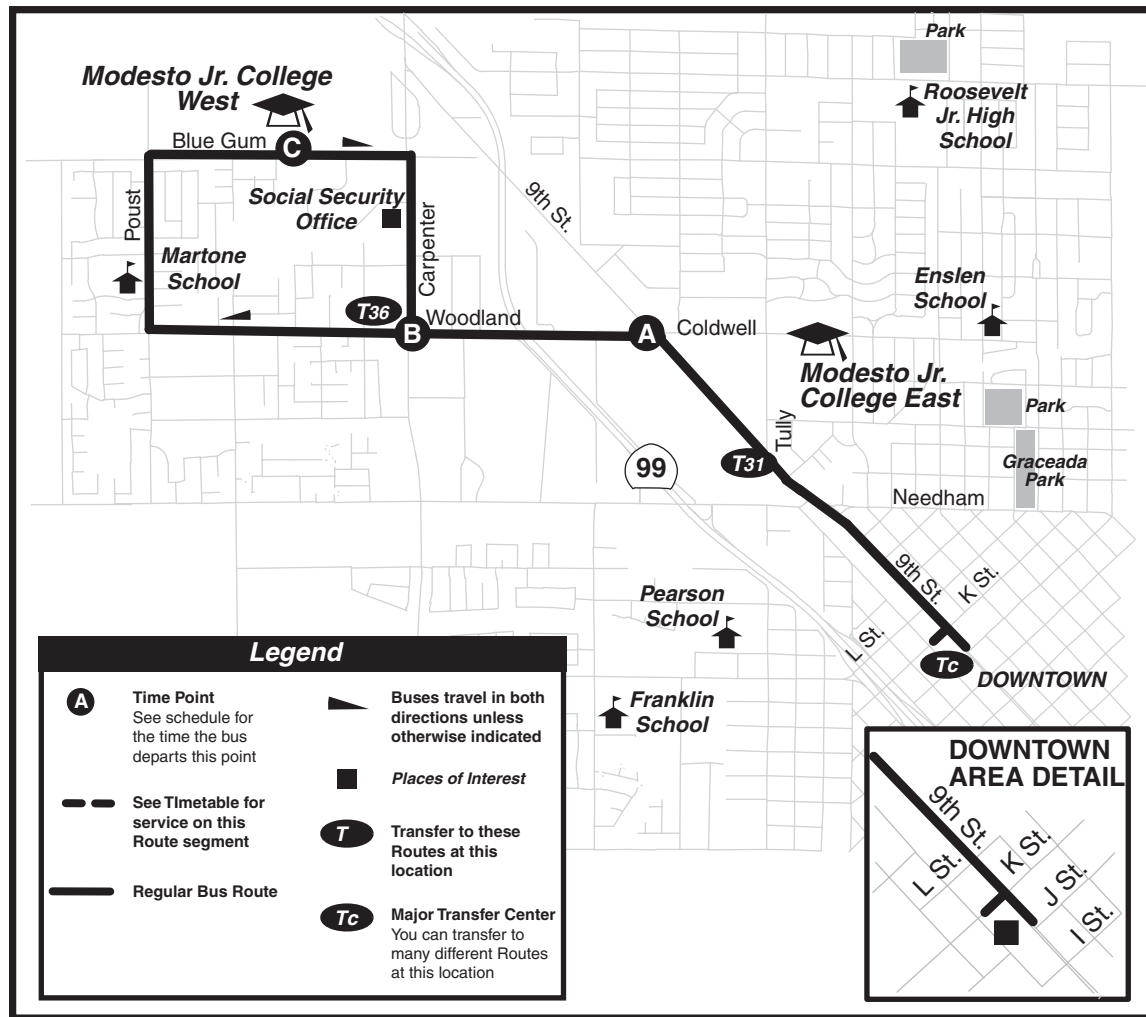 Park
Modesto Jr. College
West
Roosevelt
Jr. High
School
Blue Gum
C
9th St.
Poust
Social Security
Office
Carpenter
Martone
School
Enslen
School
T36
Woodland
B
A
Coldwell
Modesto Jr.
College East
Park
Tully
T31
99
Graceada
Park
Needham
9th St.
K St.
Pearson
School
L St.
Tc
DOWNTOWN
Franklin
School
Legend
A
Time Point
See schedule for
the time the bus
departs this point
Buses travel in both
directions unless
otherwise indicated
Places of Interest
See TImetable for
service on this
Route segment
T
Transfer to these
Routes at this
location
Regular Bus Route
Tc
Major Transfer Center
You can transfer to
many different Routes
at this location
DOWNTOWN
AREA DETAIL
9th St.
K St.
L St.
J St.
I St.